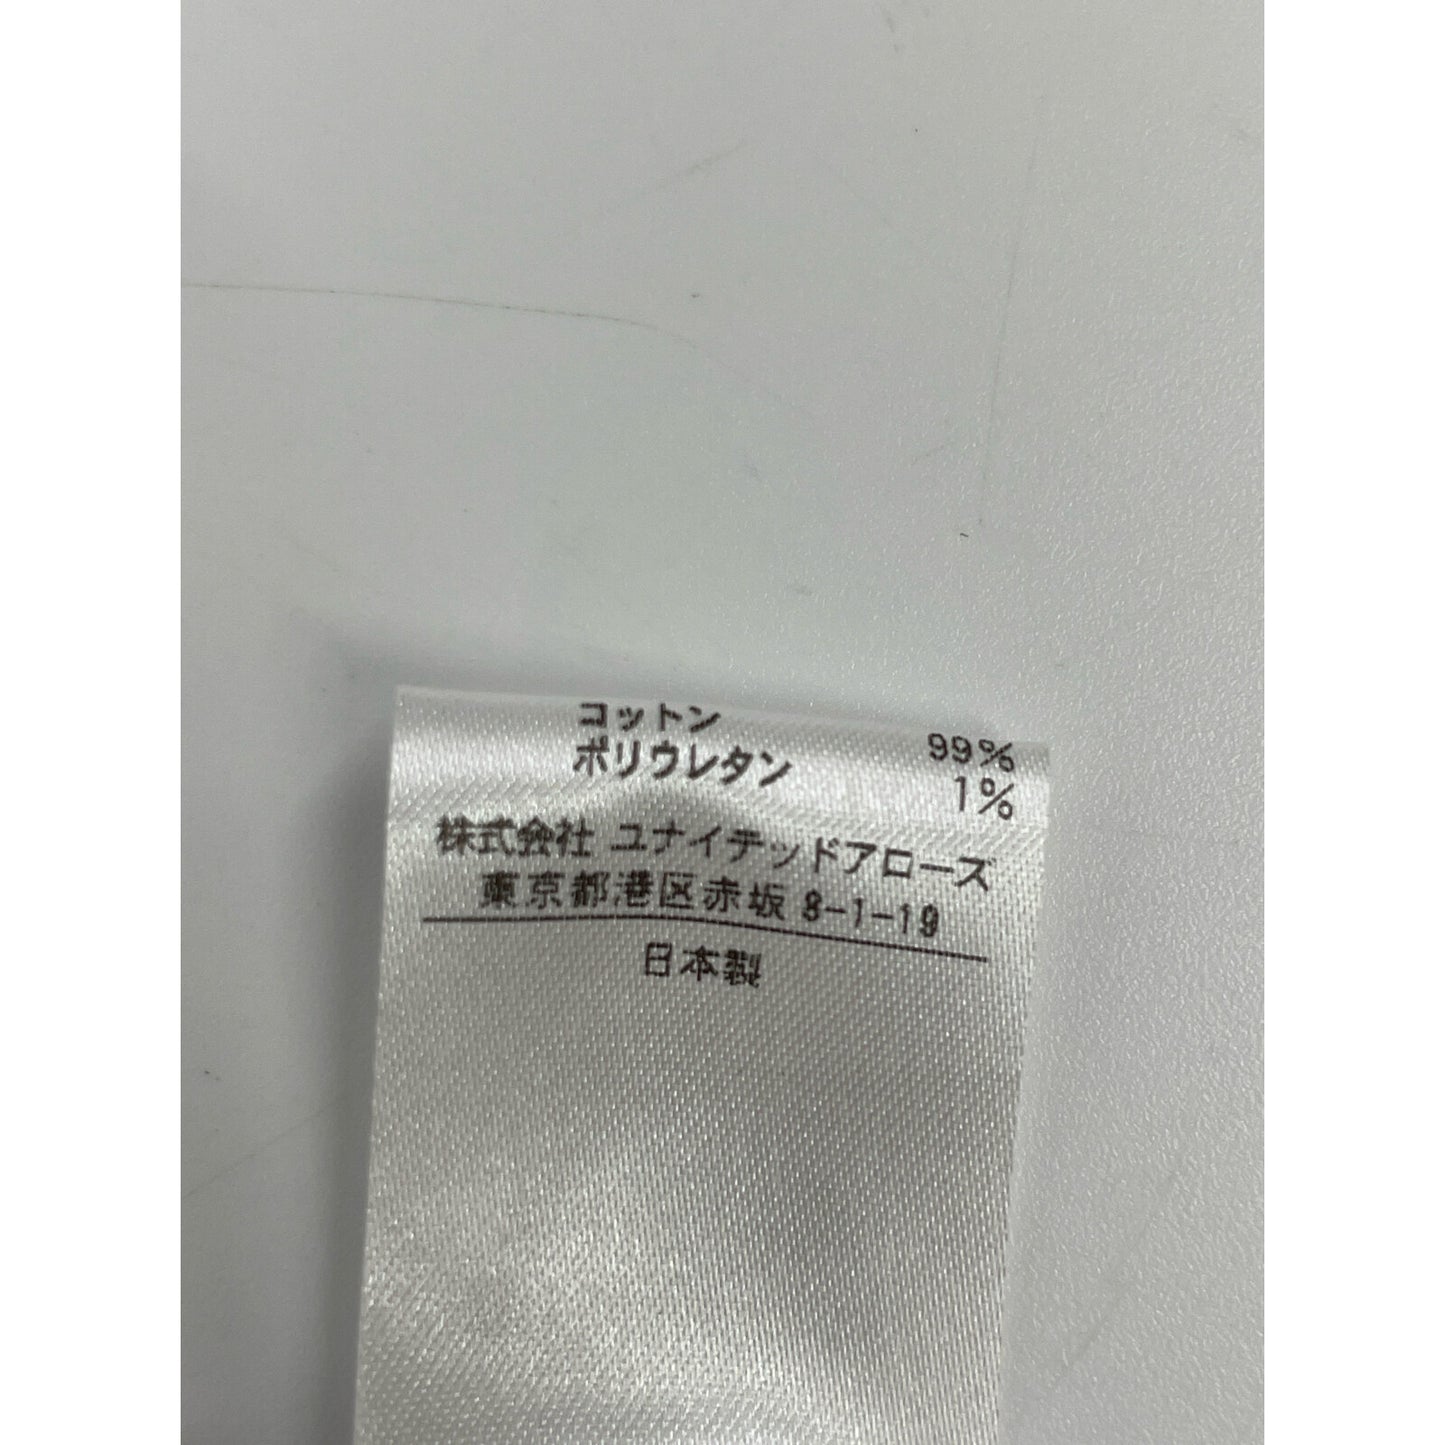 コットン 99%
ポリウレタン 1%
株式会社 ユナイテッドアローズ
東京都港区赤坂 8-1-19
日本製